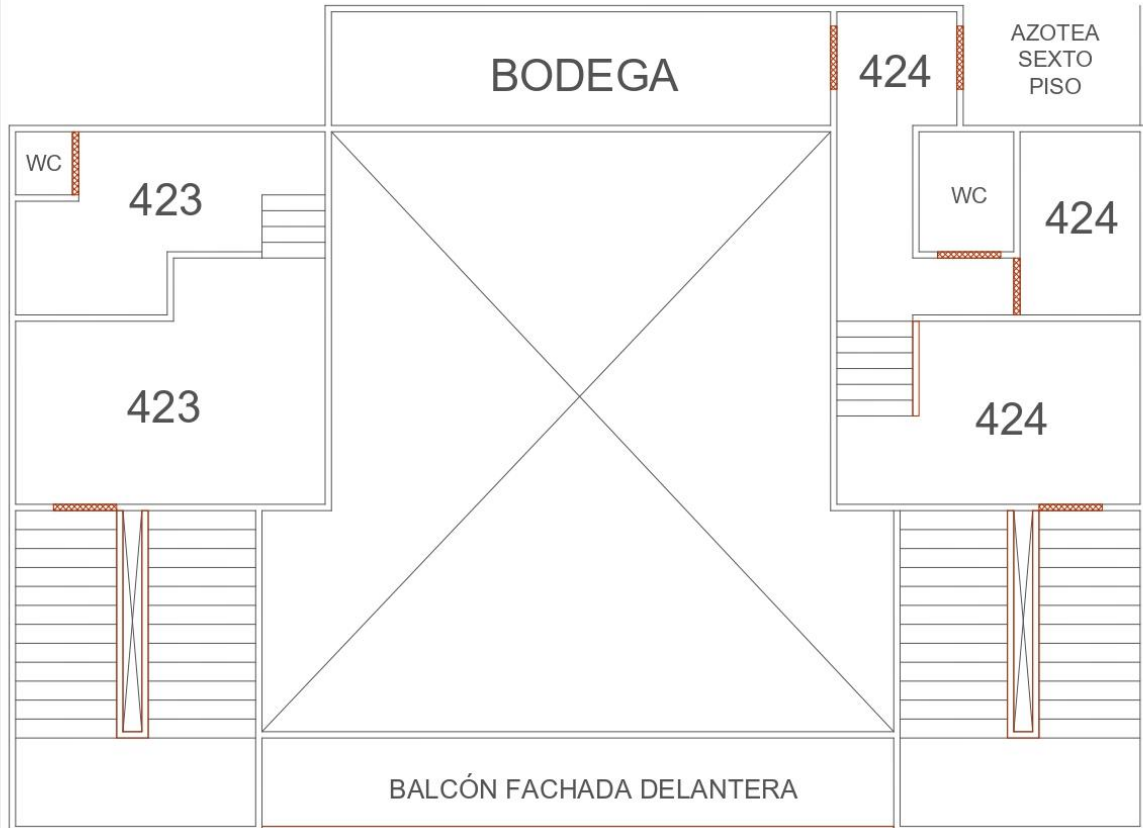 BODEGA
424
AZOTEA
SEXTO
PISO
WC
423
WC
424
423
424
BALCÓN FACHADA DELANTERA